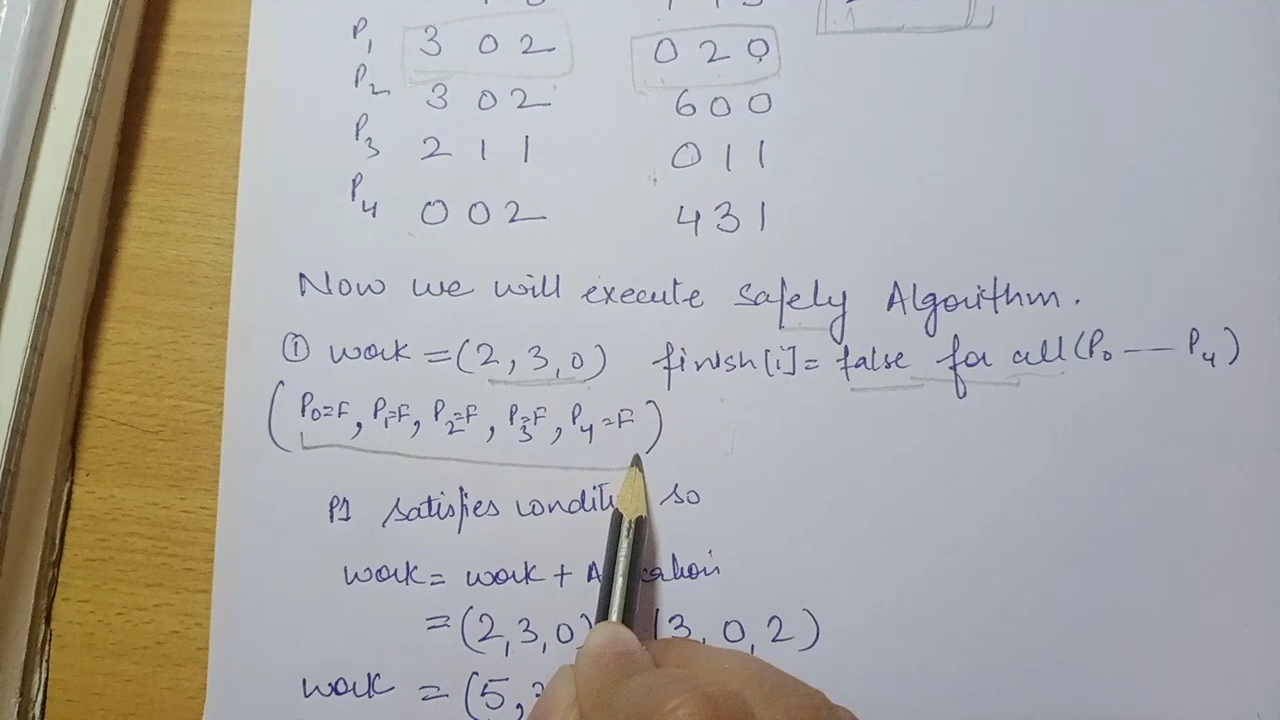 P1 3 0 2 0 2 0
P2 3 0 2 6 0 0
P3 2 1 1 0 1 1
P4 0 0 2 4 3 1
Now we will execute Safely Algorithm.
① work = (2, 3, 0) finish[i] = false for all (P0 — P4)
(P0=F, P1=F, P2=F, P3=F, P4=F)
P1 satisfies so
work = work +
= (2, 3, 0) (3, 0, 2)
work = (5,